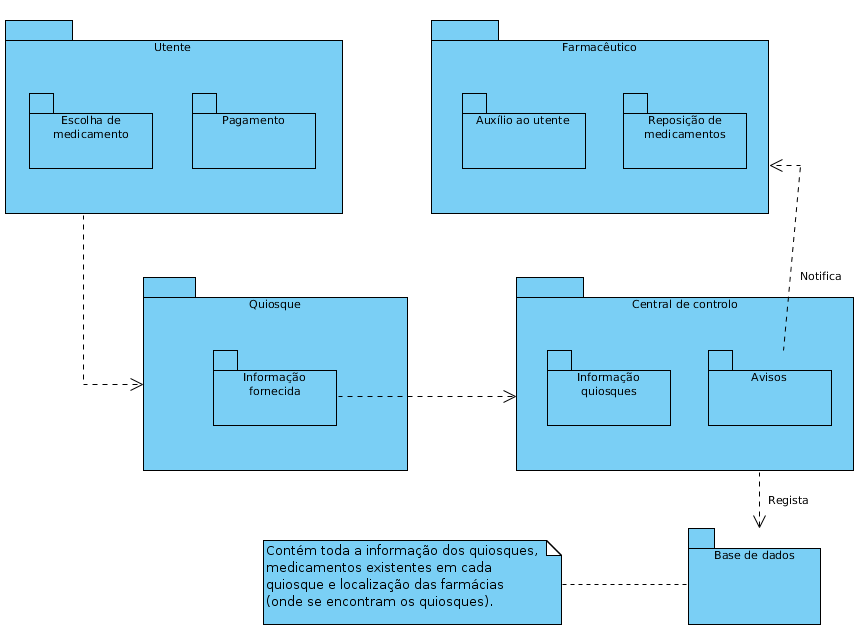 Utente
Escolha de
medicamento
Pagamento
Farmacêutico
Auxílio ao utente
Reposição de
medicamentos
Notifica
Quiosque
Informação
fornecida
Central de controlo
Informação
quiosques
Avisos
Regista
Base de dados
Contém toda a informação dos quiosques,
medicamentos existentes em cada
quiosque e localização das farmácias
(onde se encontram os quiosques).